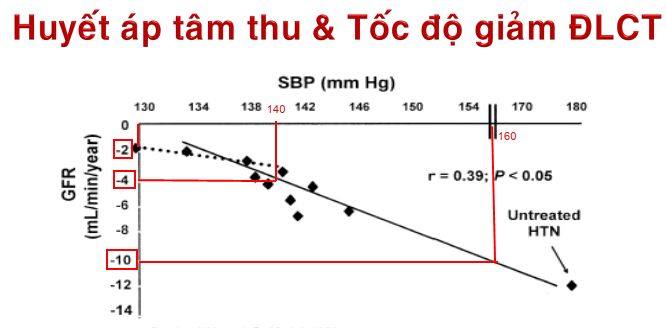 Huyết áp tâm thu & Tốc độ giảm ĐLCT
SBP (mm Hg)
130 134 138 140 142 146 150 154 170 180
160
GFR
(mL/min/year)
0
-2
-4
-6
-8
-10
-12
-14
r = 0.39; P < 0.05
Untreated
HTN